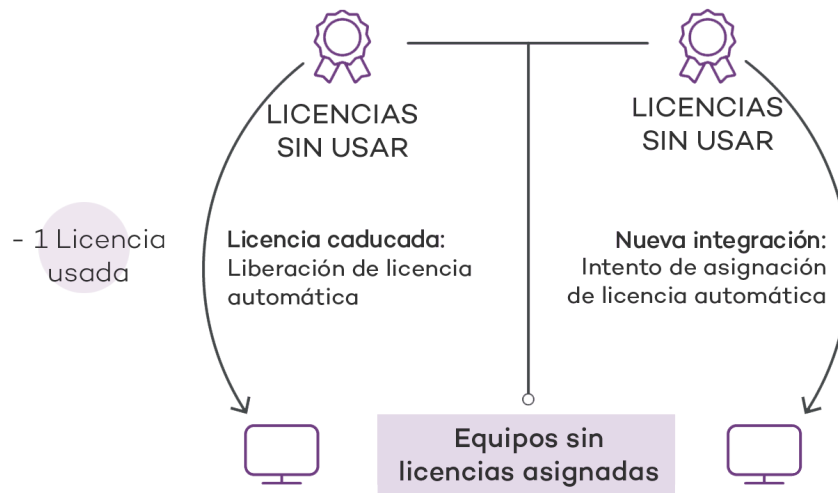 LICENCIAS
SIN USAR
LICENCIAS
SIN USAR
- 1 Licencia
usada
Licencia caducada:
Liberación de licencia
automática
Nueva integración:
Intento de asignación
de licencia automática
Equipos sin
licencias asignadas